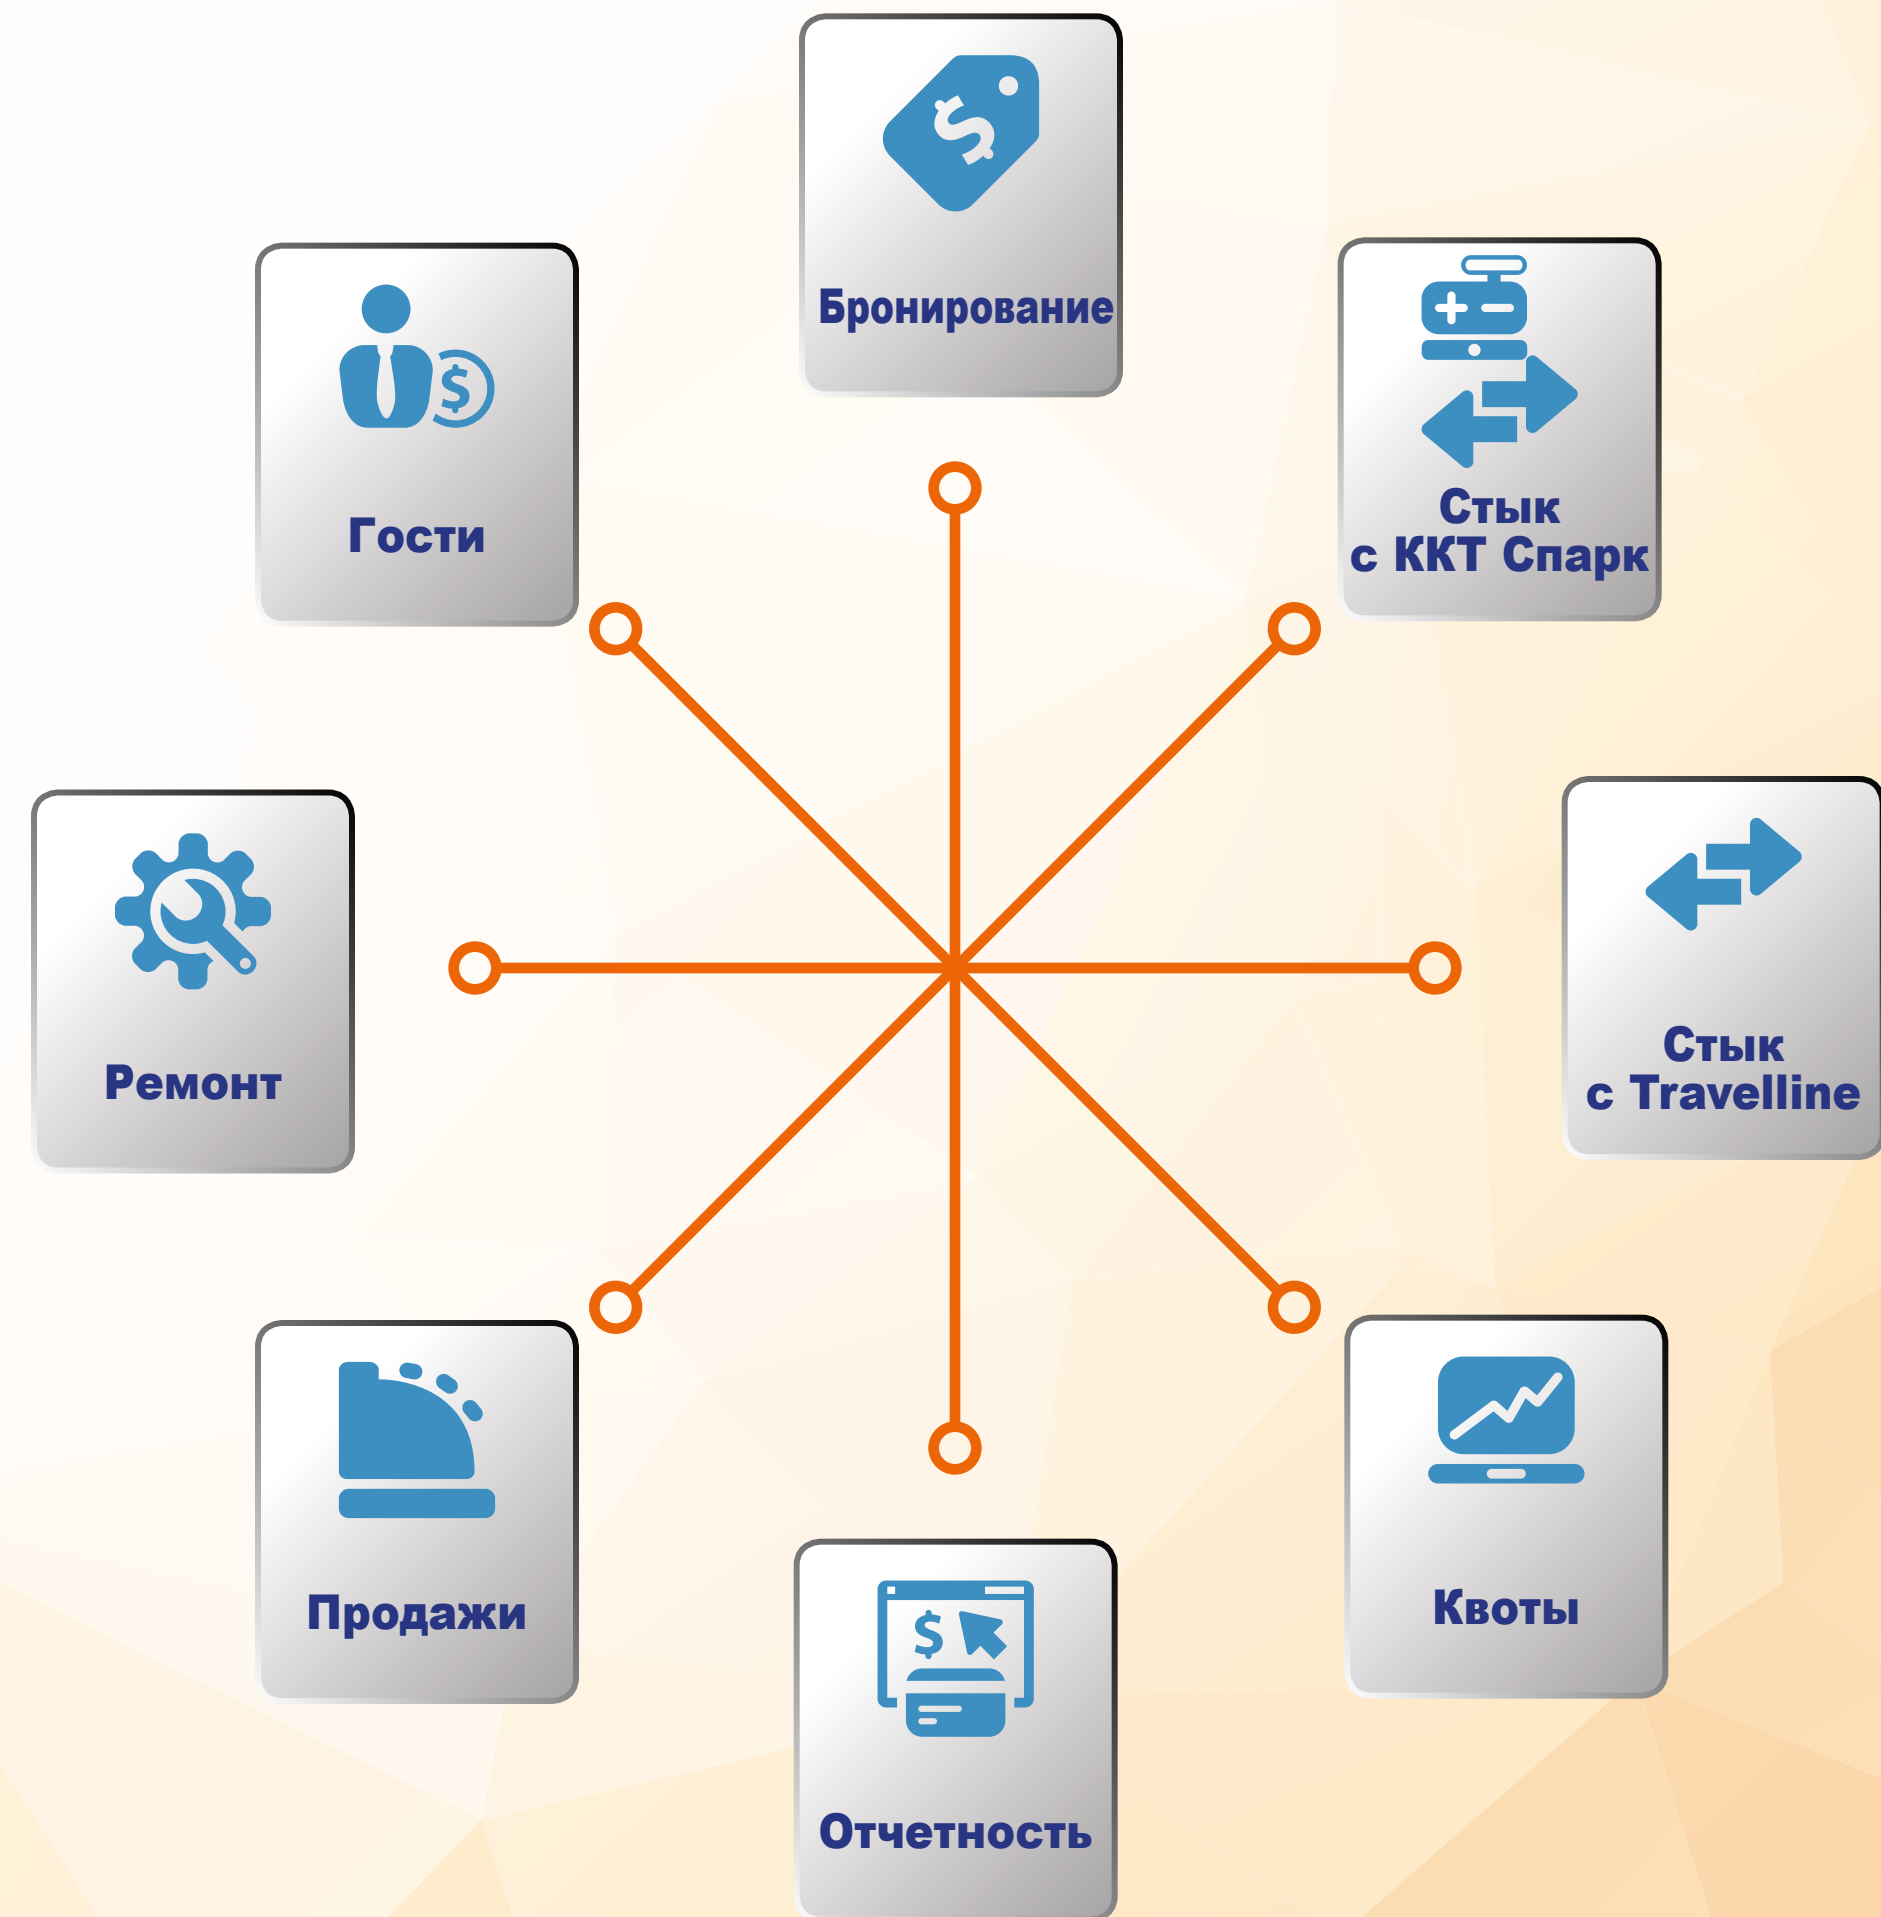 Бронирование
Гости
Стык
с ККТ Спарк
Ремонт
Стык
с Travelline
Продажи
Квоты
Отчетность